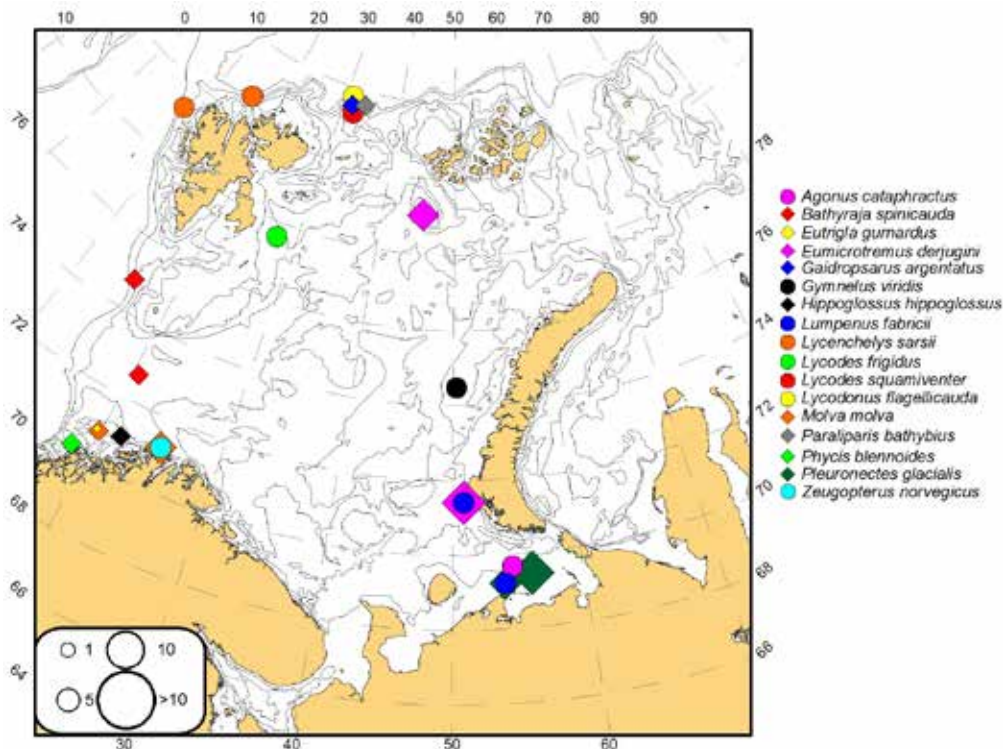 10 0 10 20 30 40 50 60 70 80 90
76
74
72
70
68
66
64
78
76
74
72
70
68
66
30 40 50 60
Agonus cataphractus
Bathyraja spinicauda
Eutrigla gurnardus
Eumicrotremus derjugini
Gaidropsarus argentatus
Gymnelus viridis
Hippoglossus hippoglossus
Lumpenus fabricii
Lycenchelys sarsii
Lycodes frigidus
Lycodes squamiventer
Lycodonus flagellicauda
Molva molva
Paraliparis bathybius
Phycis blennoides
Pleuronectes glacialis
Zeugopterus norvegicus
1 10
5 >10